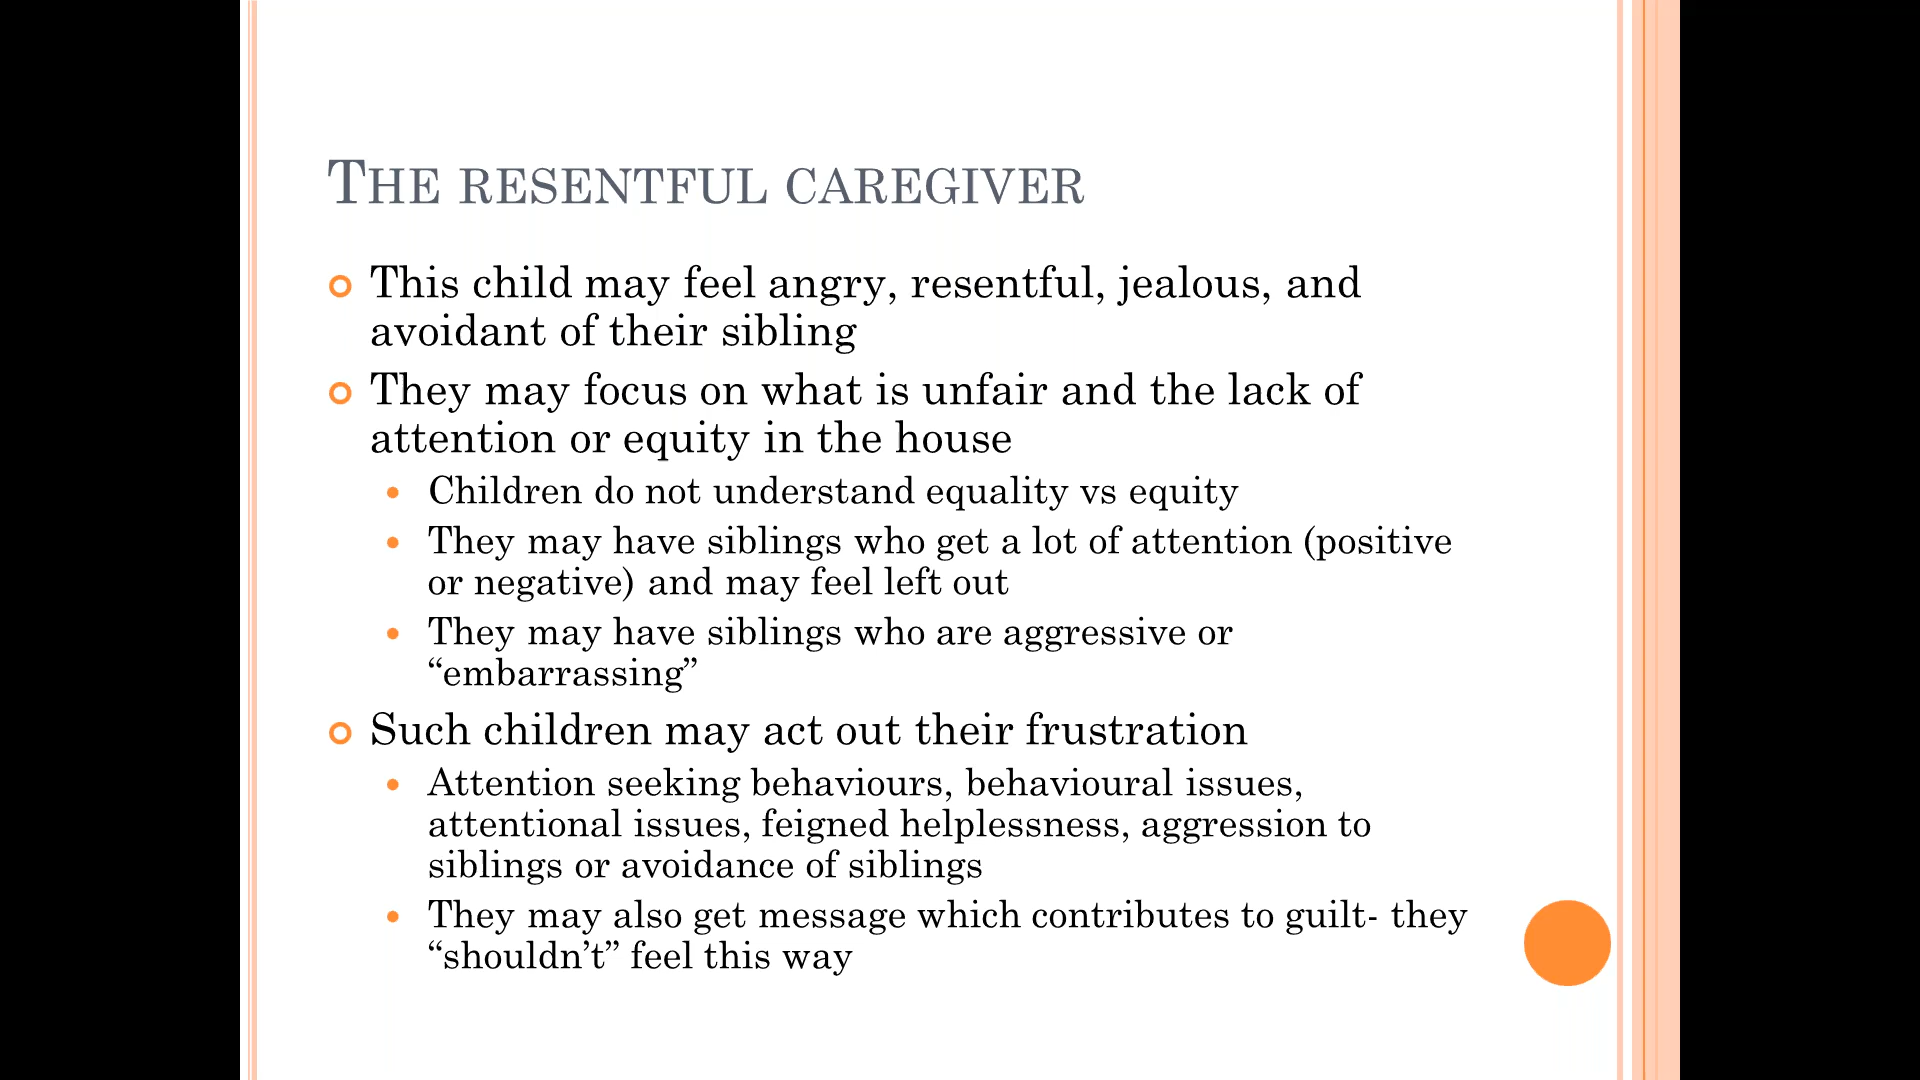 THE RESENTFUL CAREGIVER
This child may feel angry, resentful, jealous, and
avoidant of their sibling
They may focus on what is unfair and the lack of
attention or equity in the house
Children do not understand equality vs equity
They may have siblings who get a lot of attention (positive
or negative) and may feel left out
They may have siblings who are aggressive or
“embarrassing”
Such children may act out their frustration
Attention seeking behaviours, behavioural issues,
attentional issues, feigned helplessness, aggression to
siblings or avoidance of siblings
They may also get message which contributes to guilt- they
“shouldn’t” feel this way